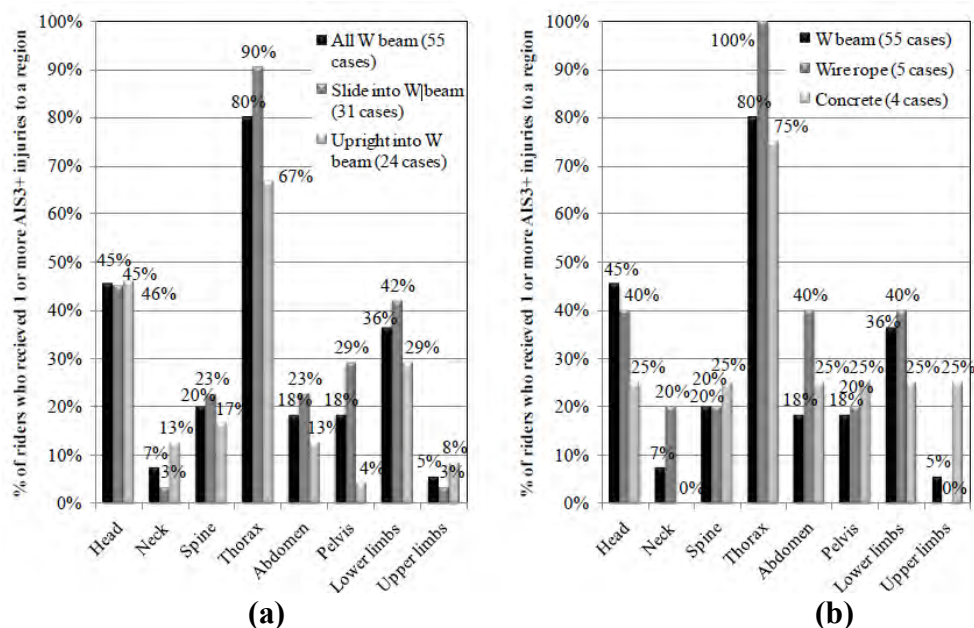 % of riders who recieved 1 or more AIS3+ injuries to a region
100%
90%
80%
70%
60%
50%
40%
30%
20%
10%
0%
All W beam (55
cases)
Slide into W beam
(31 cases)
Upright into W
beam (24 cases)
45%
45%
46%
7%
3%
13%
20%
23%
17%
80%
90%
67%
18%
23%
13%
18%
29%
4%
36%
42%
29%
5%
3%
8%
Head
Neck
Spine
Thorax
Abdomen
Pelvis
Lower limbs
Upper limbs
(a)
% of riders who recieved 1 or more AIS3+ injuries to a region
100%
90%
80%
70%
60%
50%
40%
30%
20%
10%
0%
W beam (55 cases)
Wire rope (5 cases)
Concrete (4 cases)
45%
40%
25%
7%
20%
0%
20%
20%
25%
80%
100%
75%
18%
40%
25%
18%
20%
25%
36%
40%
25%
5%
0%
25%
Head
Neck
Spine
Thorax
Abdomen
Pelvis
Lower limbs
Upper limbs
(b)